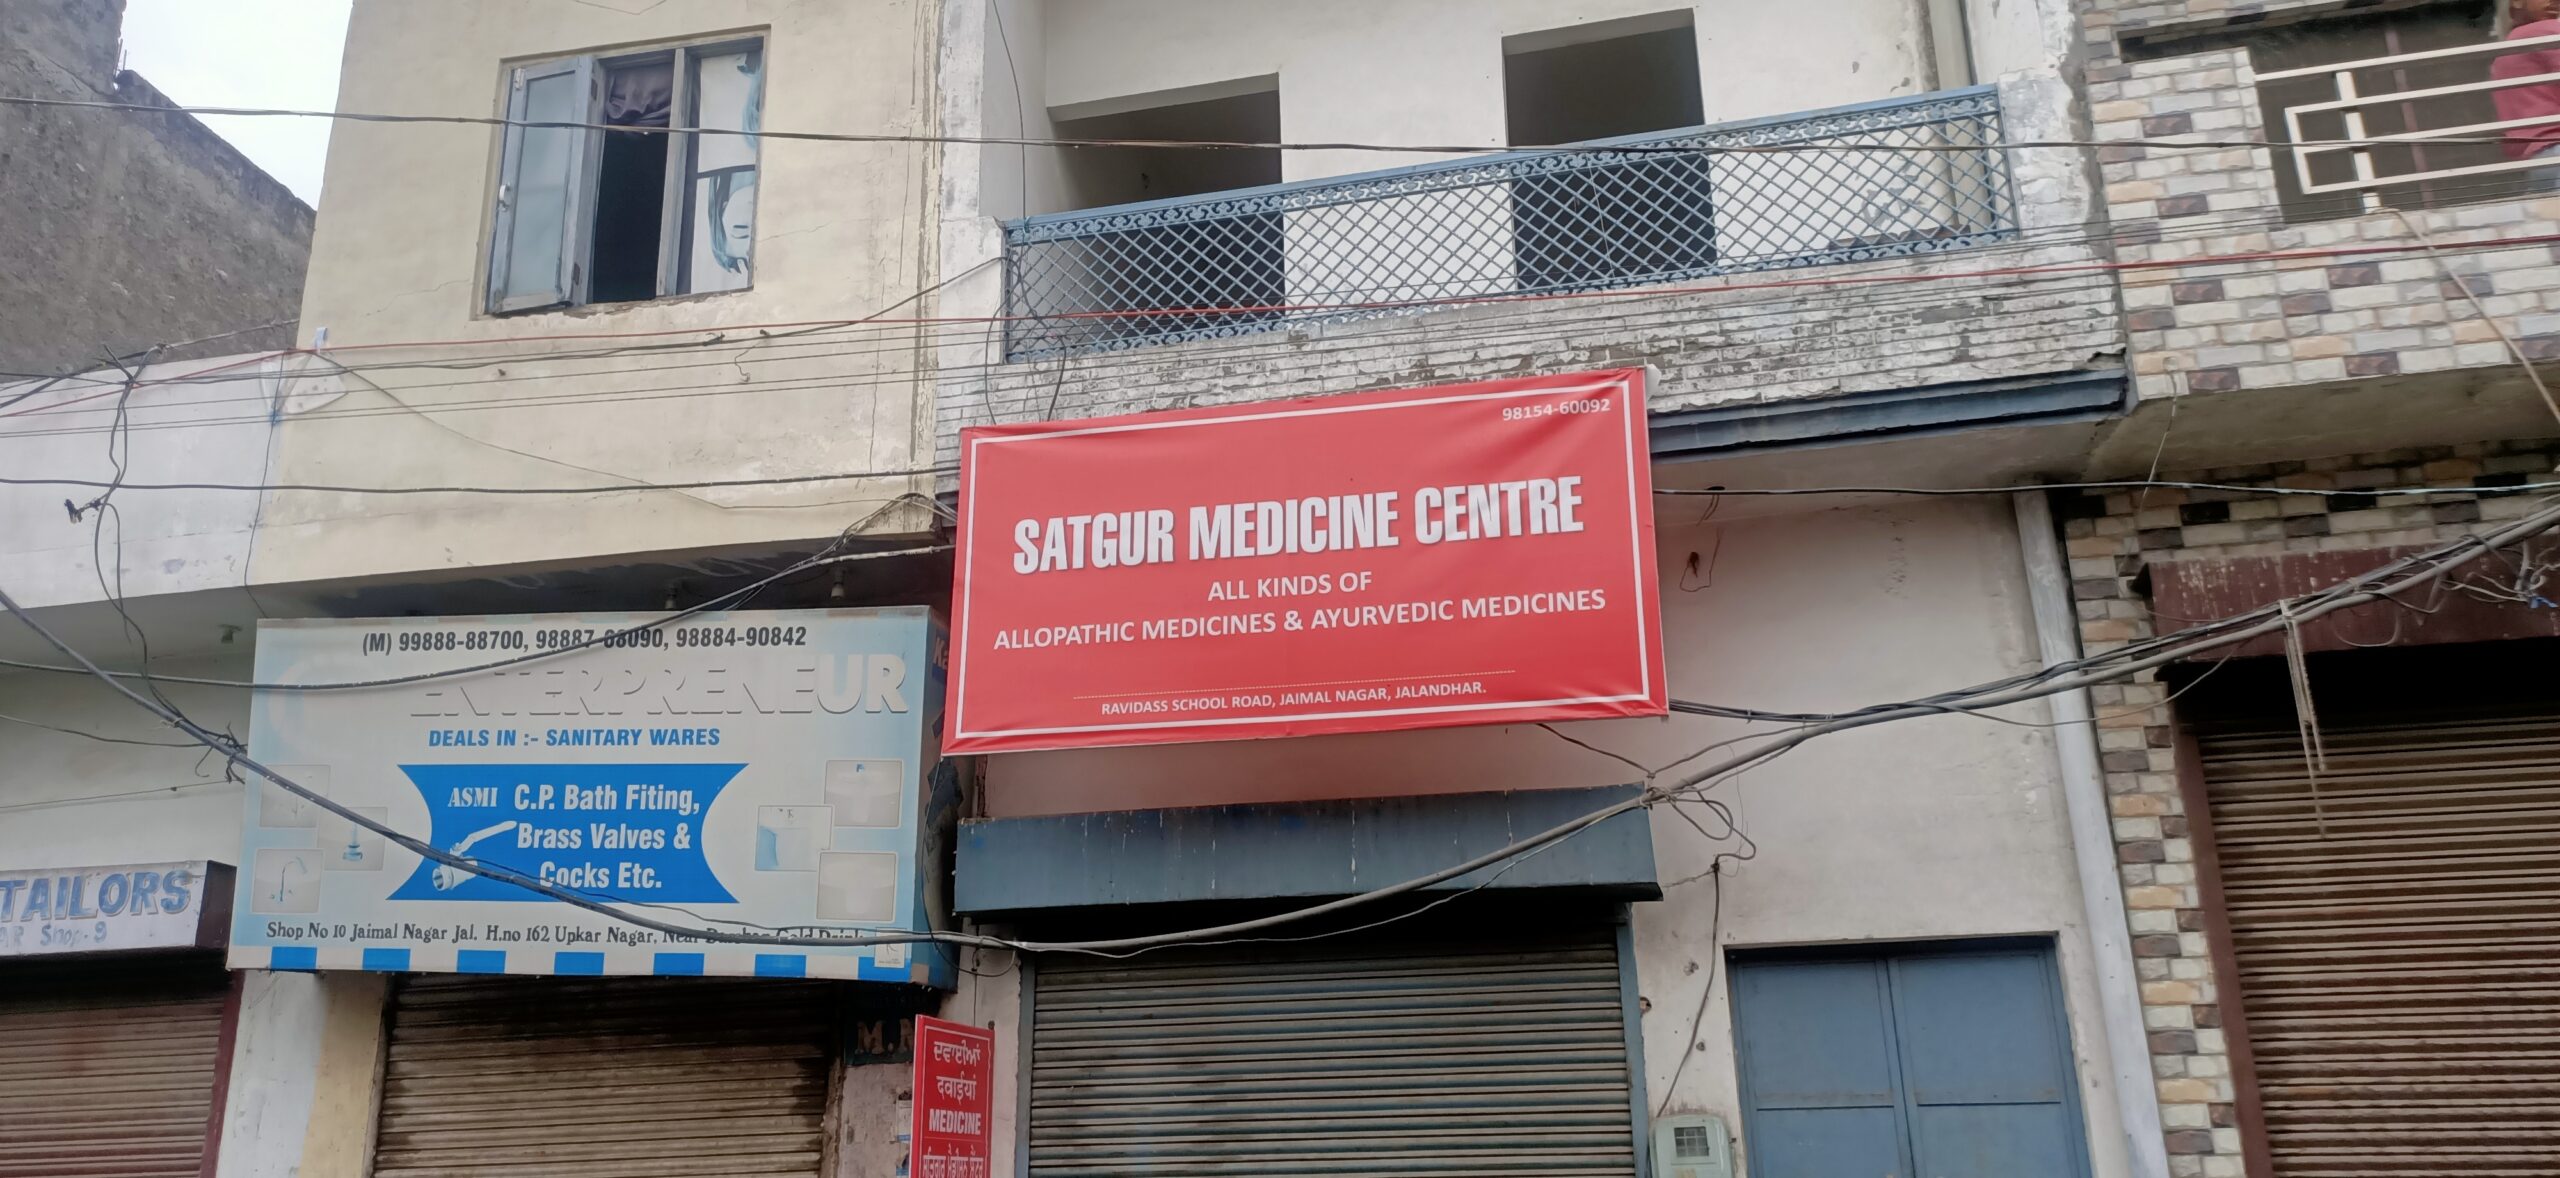 98154-60092
SATGUR MEDICINE CENTRE
ALL KINDS OF
ALLOPATHIC MEDICINES & AYURVEDIC MEDICINES
RAVIDASS SCHOOL ROAD, JAIMAL NAGAR, JALANDHAR.
(M) 99888-88700, 98887-88090, 98884-90842
ENTERPRENEUR
DEALS IN :- SANITARY WARES
ASMI C.P. Bath Fiting,
Brass Valves &
Cocks Etc.
Shop No 10 Jaimal Nagar Jal. H.no 162 Upkar Nagar, Near
TAILORS
Shop-9
ਦਵਾਈਆਂ
दवाईयां
MEDICINE